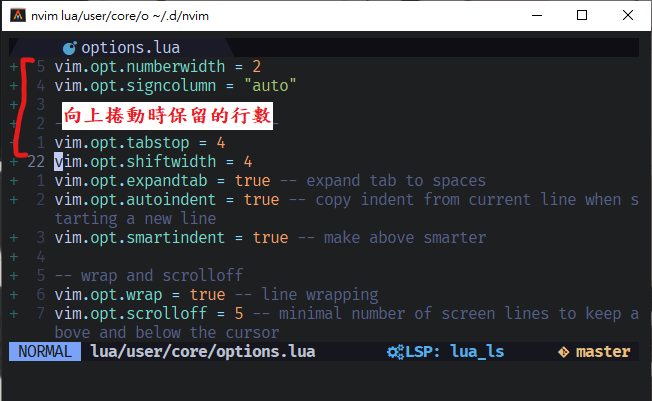 nvim lua/user/core/o ~/.d/nvim
options.lua
+ 5 vim.opt.numberwidth = 2
+ 4 vim.opt.signcolumn = "auto"
+ 3
+ 2 -
向上捲動時保留的行數
+ 1 vim.opt.tabstop = 4
+ 22 vim.opt.shiftwidth = 4
+ 1 vim.opt.expandtab = true -- expand tab to spaces
+ 2 vim.opt.autoindent = true -- copy indent from current line when s
tarting a new line
+ 3 vim.opt.smartindent = true -- make above smarter
+ 4
+ 5 -- wrap and scrolloff
+ 6 vim.opt.wrap = true -- line wrapping
+ 7 vim.opt.scrolloff = 5 -- minimal number of screen lines to keep a
bove and below the cursor
NORMAL lua/user/core/options.lua LSP: lua_ls master